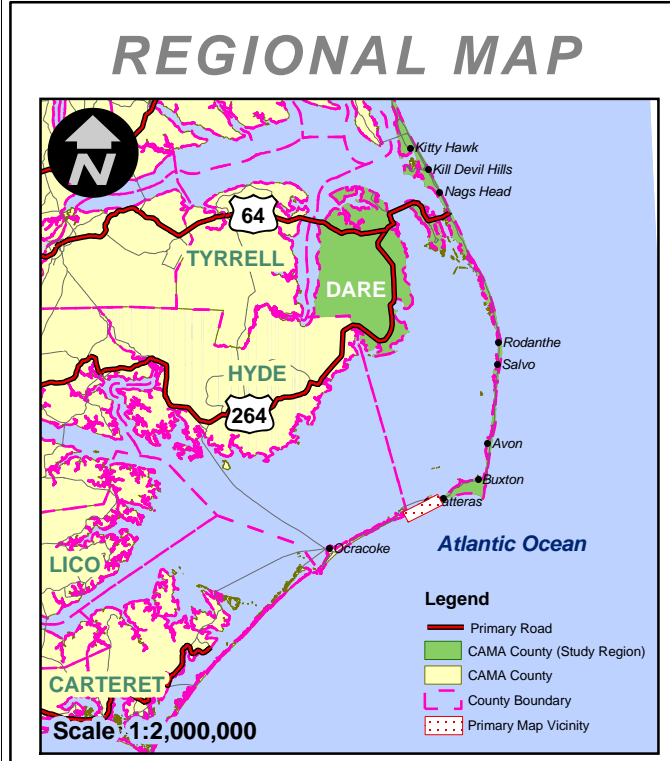 REGIONAL MAP
N
Kitty Hawk
Kill Devil Hills
Nags Head
64
TYRRELL
DARE
Rodanthe
Salvo
HYDE
264
Avon
Buxton
atteras
Ocracoke
Atlantic Ocean
LICO
Legend
Primary Road
CAMA County (Study Region)
CAMA County
CARTERET
County Boundary
Primary Map Vicinity
Scale 1:2,000,000